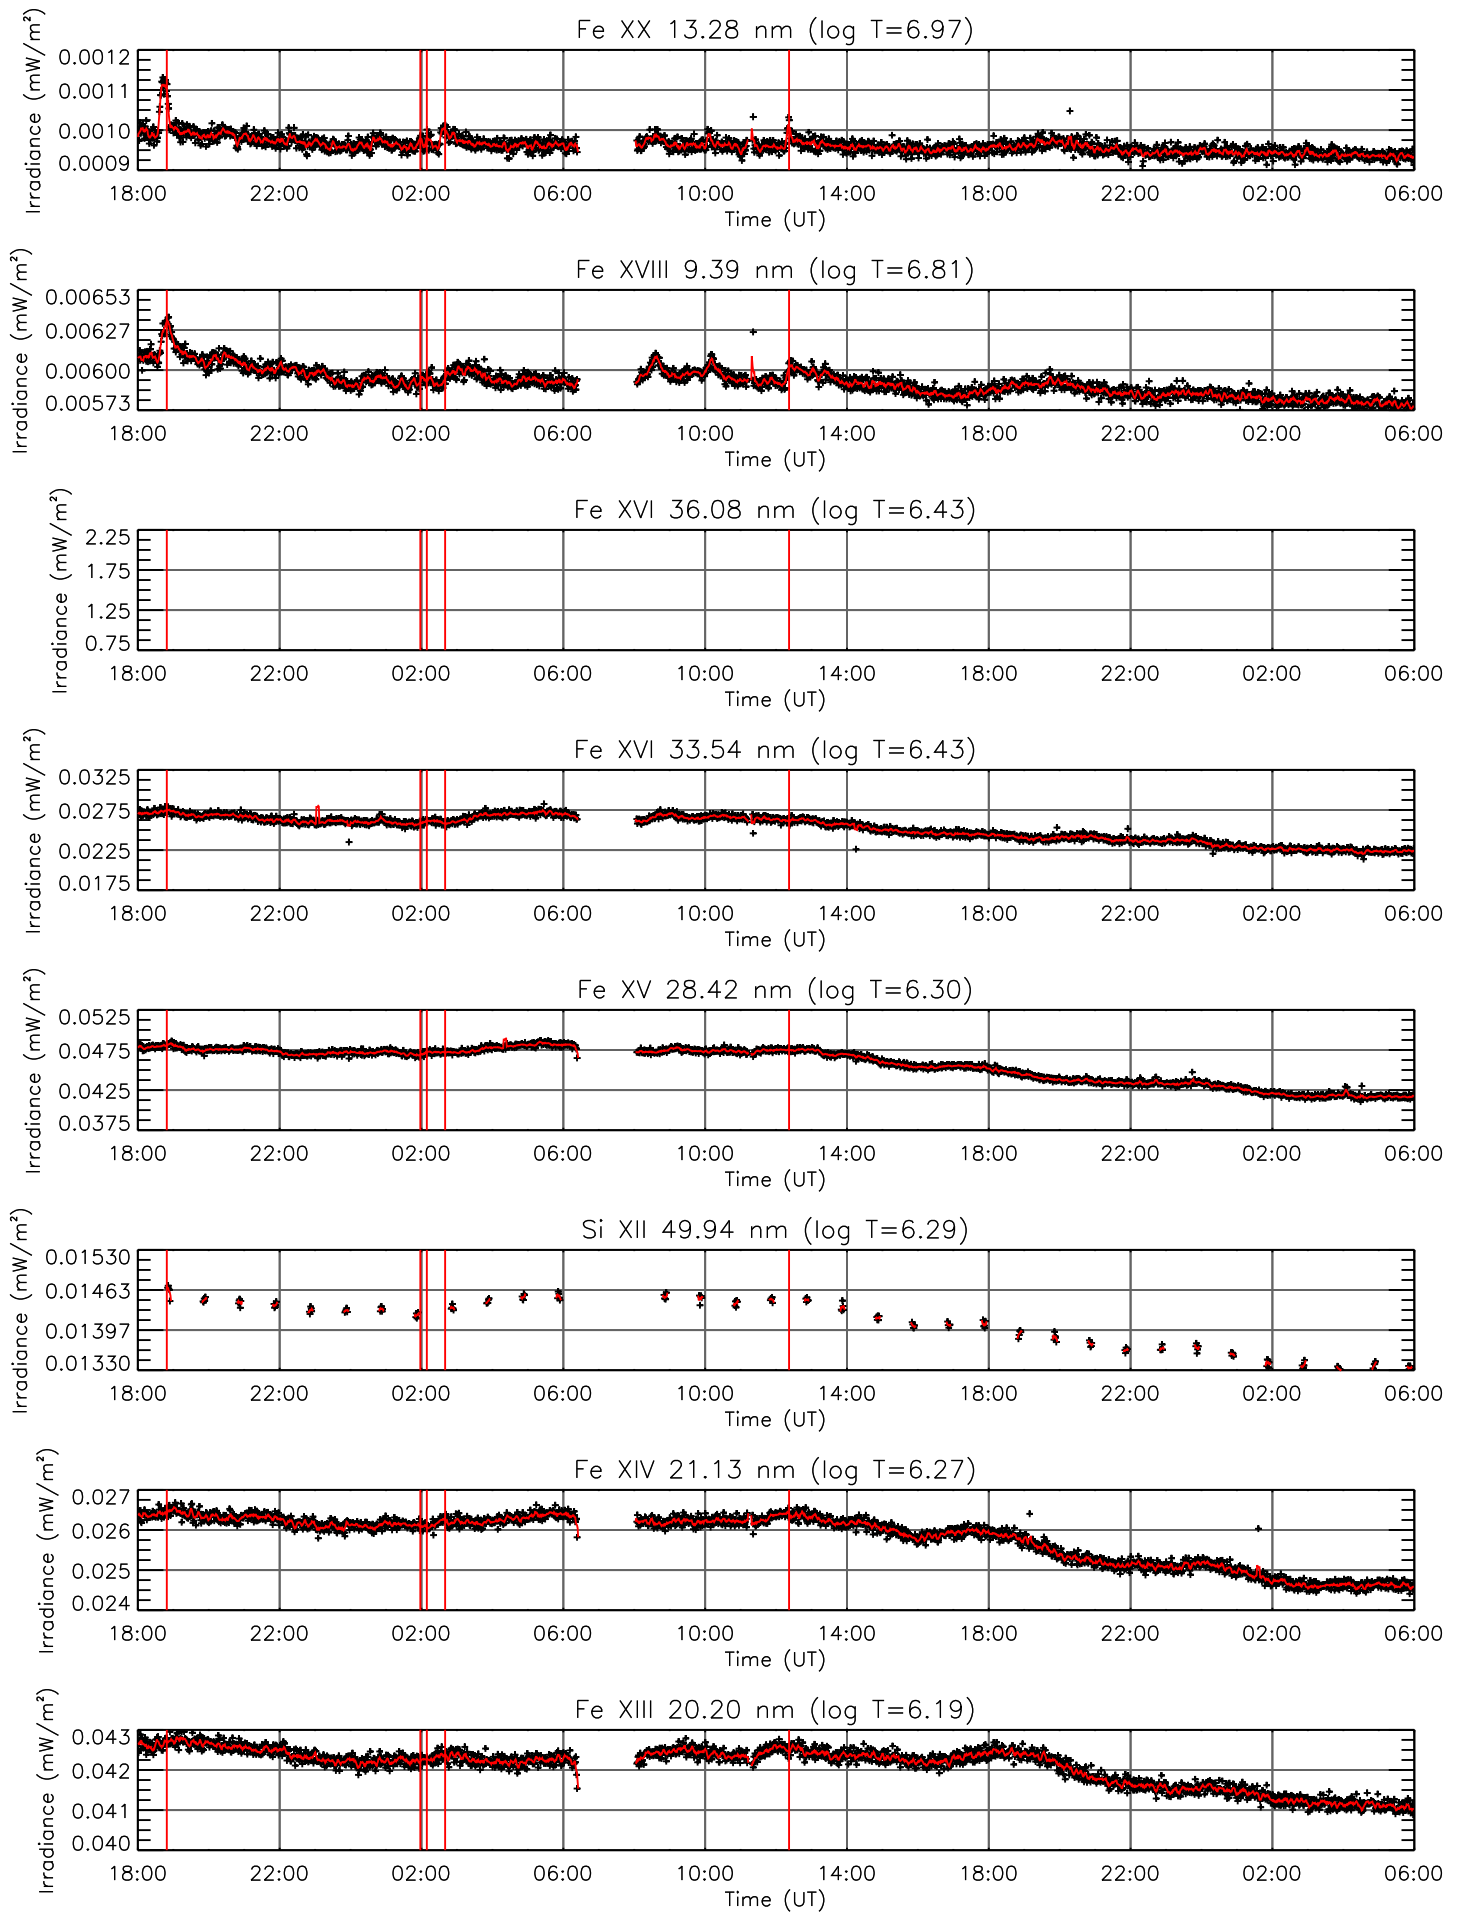 Fe XX 13.28 nm (log T=6.97)
Irradiance (mW/m²)
0.0012
0.0011
0.0010
0.0009
18:00 22:00 02:00 06:00 10:00 14:00 18:00 22:00 02:00 06:00
Time (UT)
Fe XVIII 9.39 nm (log T=6.81)
Irradiance (mW/m²)
0.00653
0.00627
0.00600
0.00573
18:00 22:00 02:00 06:00 10:00 14:00 18:00 22:00 02:00 06:00
Time (UT)
Fe XVI 36.08 nm (log T=6.43)
Irradiance (mW/m²)
2.25
1.75
1.25
0.75
18:00 22:00 02:00 06:00 10:00 14:00 18:00 22:00 02:00 06:00
Time (UT)
Fe XVI 33.54 nm (log T=6.43)
Irradiance (mW/m²)
0.0325
0.0275
0.0225
0.0175
18:00 22:00 02:00 06:00 10:00 14:00 18:00 22:00 02:00 06:00
Time (UT)
Fe XV 28.42 nm (log T=6.30)
Irradiance (mW/m²)
0.0525
0.0475
0.0425
0.0375
18:00 22:00 02:00 06:00 10:00 14:00 18:00 22:00 02:00 06:00
Time (UT)
Si XII 49.94 nm (log T=6.29)
Irradiance (mW/m²)
0.01530
0.01463
0.01397
0.01330
18:00 22:00 02:00 06:00 10:00 14:00 18:00 22:00 02:00 06:00
Time (UT)
Fe XIV 21.13 nm (log T=6.27)
Irradiance (mW/m²)
0.027
0.026
0.025
0.024
18:00 22:00 02:00 06:00 10:00 14:00 18:00 22:00 02:00 06:00
Time (UT)
Fe XIII 20.20 nm (log T=6.19)
Irradiance (mW/m²)
0.043
0.042
0.041
0.040
18:00 22:00 02:00 06:00 10:00 14:00 18:00 22:00 02:00 06:00
Time (UT)